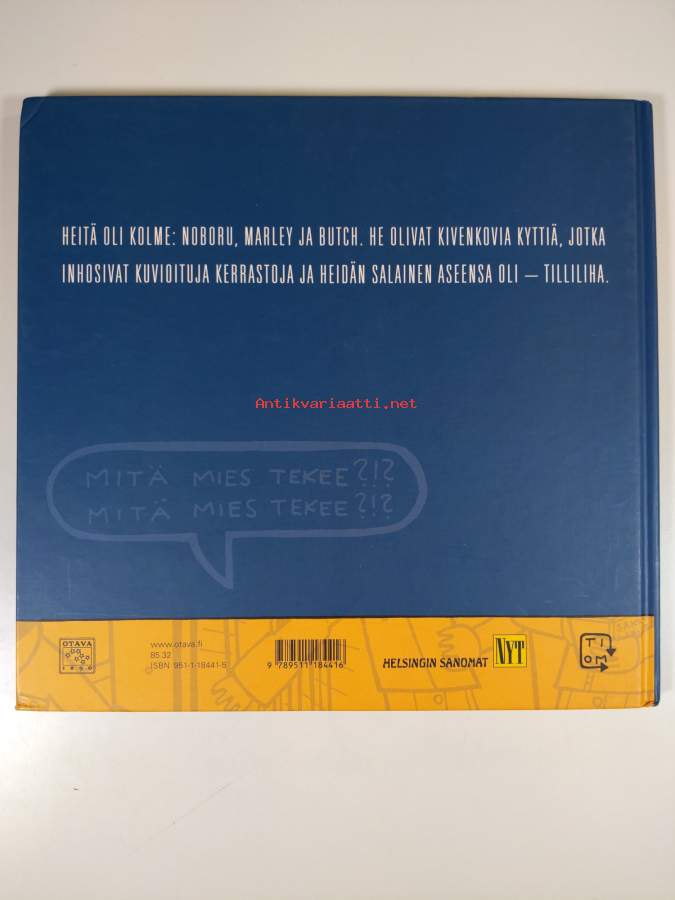 HEITÄ OLI KOLME: NOBORU, MARLEY JA BUTCH. HE OLIVAT KIVENKOVIA KYTTIÄ, JOTKA
INHOSIVAT KUVIOITUJA KERRASTOJA JA HEIDÄN SALAINEN ASEENSA OLI – TILLILIHA.
Antikvariaatti.net
MITÄ MIES TEKEE?!?
MITÄ MIES TEKEE?!?
OTAVA
www.otava.fi
85.32
ISBN 951-1-18441-5
9 789511 184416
HELSINGIN SANOMAT
NYT
TI
OM